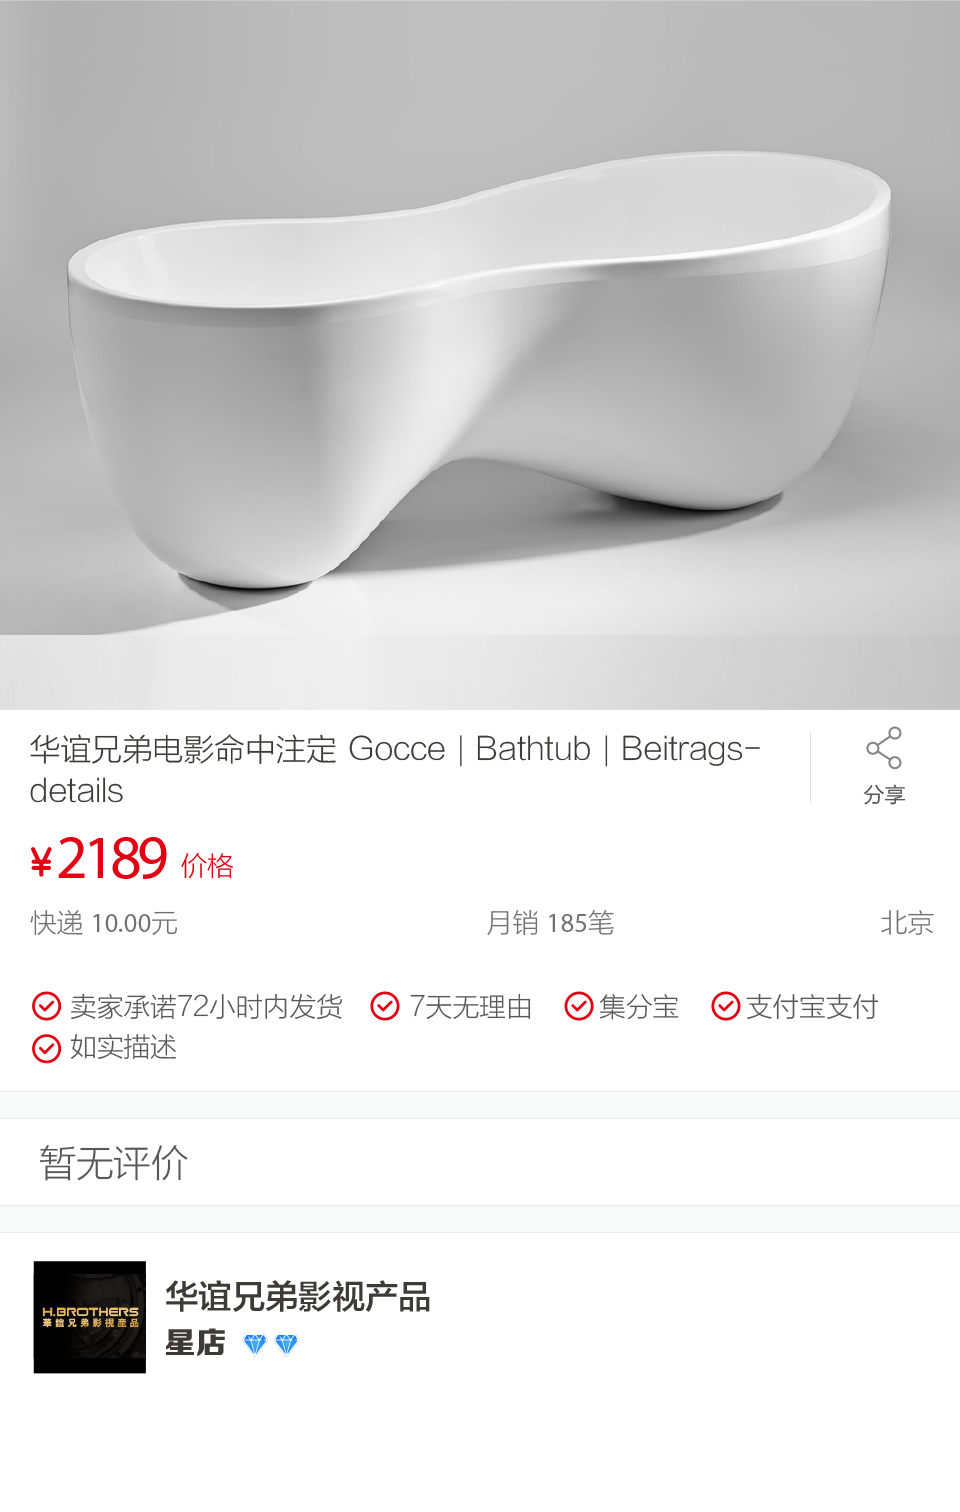 华谊兄弟电影命中注定 Gocce | Bathtub | Beitrags-
details
分享
¥2189 价格
快递 10.00元 月销 185笔 北京
卖家承诺72小时内发货 7天无理由 集分宝 支付宝支付
如实描述
暂无评价
H.BROTHERS
華誼兄弟影視産品
华谊兄弟影视产品
星店